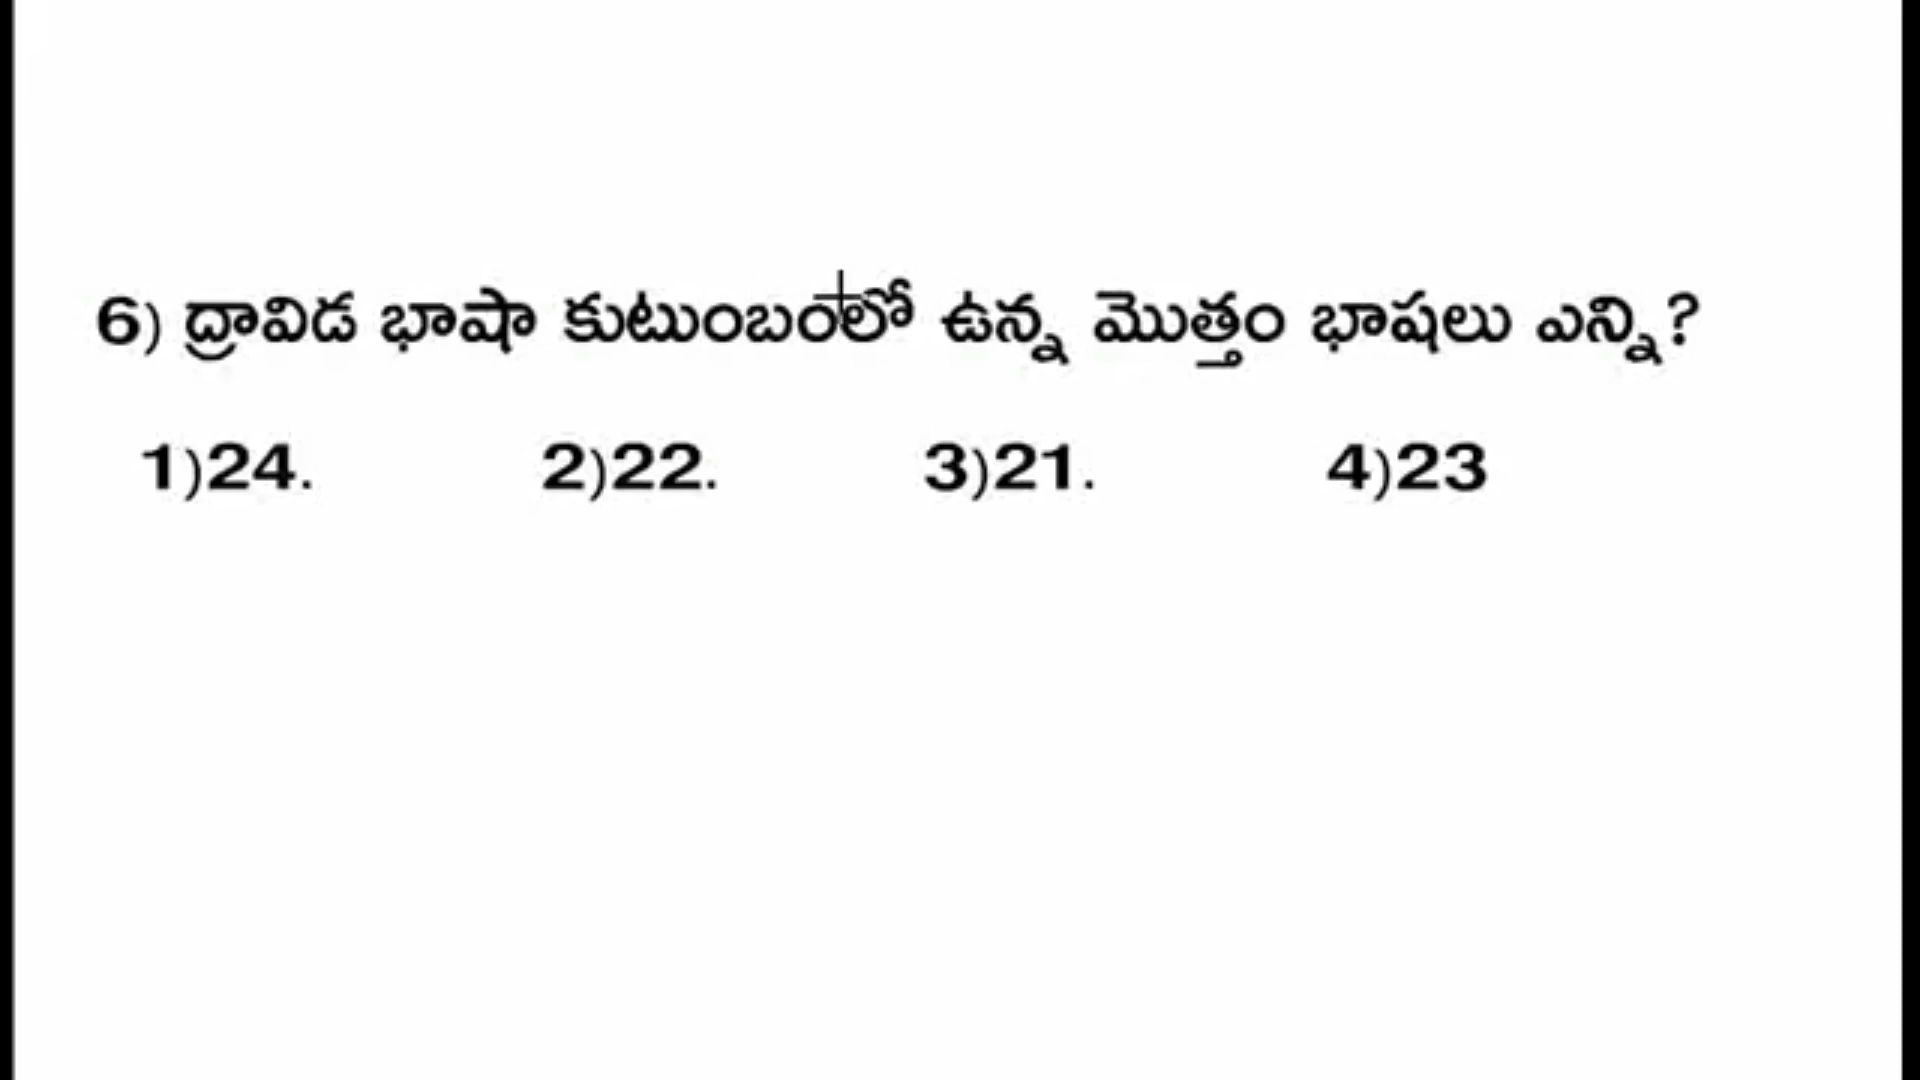 6) ద్రావిడ భాషా కుటుంబంలో ఉన్న మొత్తం భాషలు ఎన్ని?
1)24. 2)22. 3)21. 4)23